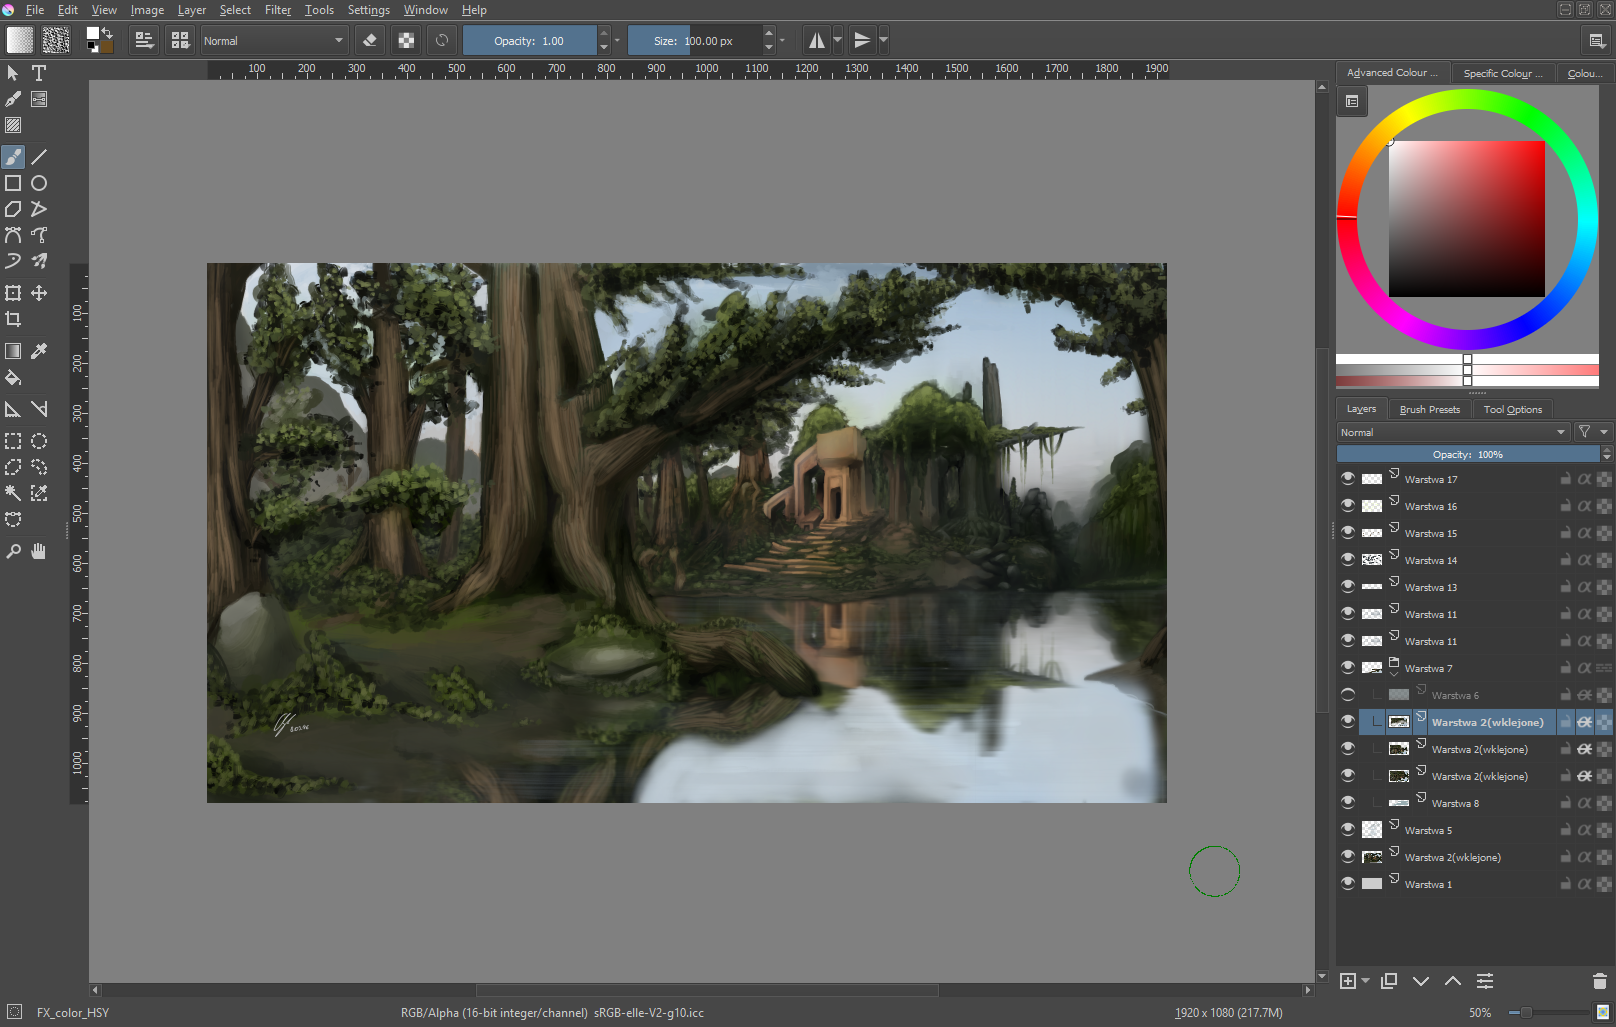 File Edit View Image Layer Select Filter Tools Settings Window Help
Normal Opacity: 1.00 Size: 100.00 px
100 200 300 400 500 600 700 800 900 1000 1100 1200 1300 1400 1500 1600 1700 1800 1900
100
200
300
400
500
600
700
800
900
1000
Advanced Colour ... Specific Colour ... Colou...
Layers Brush Presets Tool Options
Normal
Opacity: 100%
Warstwa 17
Warstwa 16
Warstwa 15
Warstwa 14
Warstwa 13
Warstwa 11
Warstwa 11
Warstwa 7
Warstwa 6
Warstwa 2(wklejone)
Warstwa 2(wklejone)
Warstwa 2(wklejone)
Warstwa 8
Warstwa 5
Warstwa 2(wklejone)
Warstwa 1
FX_color_HSY RGB/Alpha (16-bit integer/channel) sRGB-elle-V2-g10.icc 1920 x 1080 (217.7M) 50%